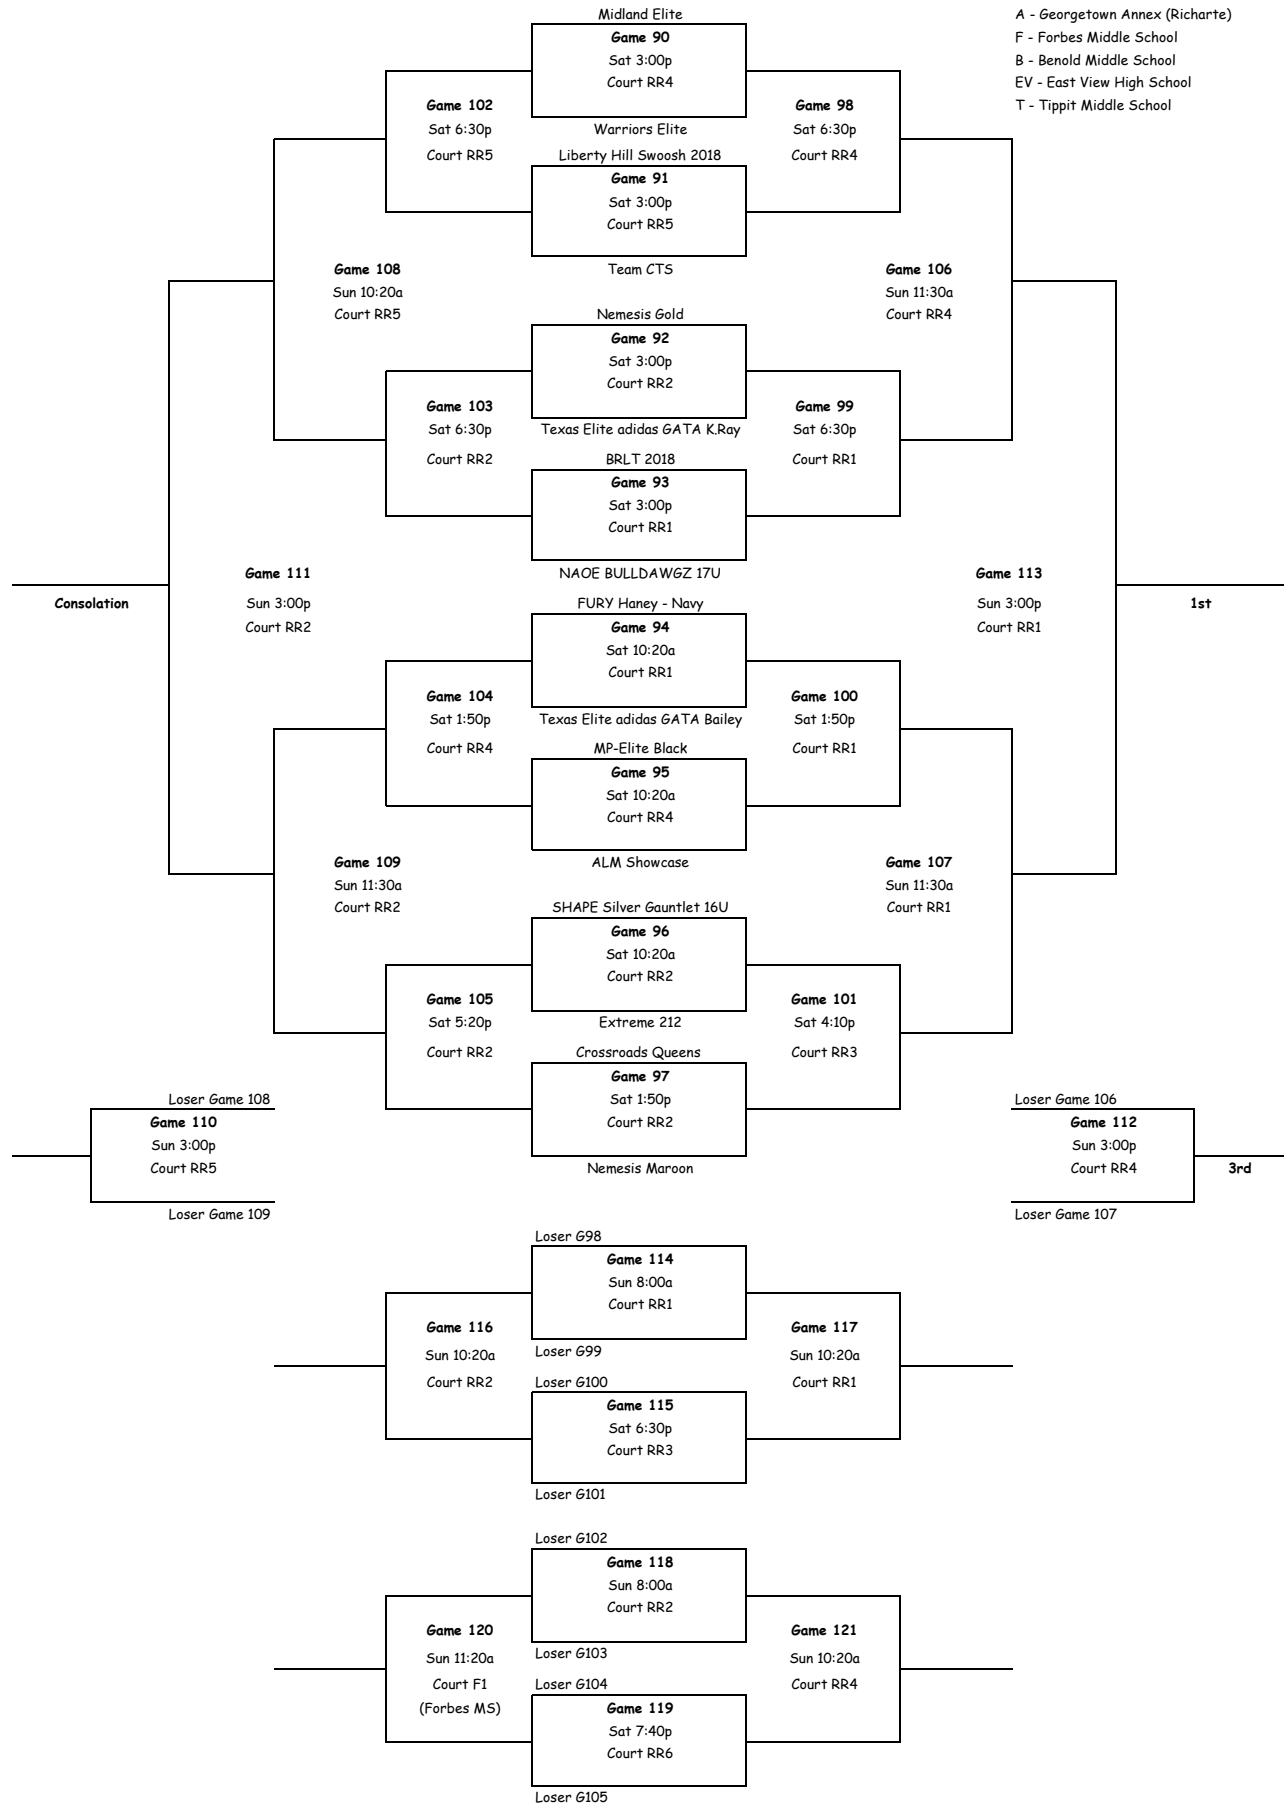 Midland Elite
A - Georgetown Annex (Richarte)
F - Forbes Middle School
B - Benold Middle School
EV - East View High School
T - Tippit Middle School
Game 90
Sat 3:00p
Court RR4
Game 102
Sat 6:30p
Court RR5
Game 98
Sat 6:30p
Court RR4
Warriors Elite
Liberty Hill Swoosh 2018
Game 91
Sat 3:00p
Court RR5
Team CTS
Game 108
Sun 10:20a
Court RR5
Game 106
Sun 11:30a
Court RR4
Nemesis Gold
Game 92
Sat 3:00p
Court RR2
Game 103
Sat 6:30p
Court RR2
Game 99
Sat 6:30p
Court RR1
Texas Elite adidas GATA K.Ray
BRLT 2018
Game 93
Sat 3:00p
Court RR1
NAOE BULLDAWGZ 17U
Game 111
Sun 3:00p
Court RR2
Consolation
Game 113
Sun 3:00p
Court RR1
1st
FURY Haney - Navy
Game 94
Sat 10:20a
Court RR1
Game 104
Sat 1:50p
Court RR4
Game 100
Sat 1:50p
Court RR1
Texas Elite adidas GATA Bailey
MP-Elite Black
Game 95
Sat 10:20a
Court RR4
ALM Showcase
Game 109
Sun 11:30a
Court RR2
Game 107
Sun 11:30a
Court RR1
SHAPE Silver Gauntlet 16U
Game 96
Sat 10:20a
Court RR2
Game 105
Sat 5:20p
Court RR2
Game 101
Sat 4:10p
Court RR3
Extreme 212
Crossroads Queens
Game 97
Sat 1:50p
Court RR2
Nemesis Maroon
Loser Game 108
Game 110
Sun 3:00p
Court RR5
Loser Game 109
Loser Game 106
Game 112
Sun 3:00p
Court RR4
3rd
Loser Game 107
Loser G98
Game 114
Sun 8:00a
Court RR1
Game 116
Sun 10:20a
Court RR2
Game 117
Sun 10:20a
Court RR1
Loser G99
Loser G100
Game 115
Sat 6:30p
Court RR3
Loser G101
Loser G102
Game 118
Sun 8:00a
Court RR2
Game 120
Sun 11:20a
Court F1
(Forbes MS)
Game 121
Sun 10:20a
Court RR4
Loser G103
Loser G104
Game 119
Sat 7:40p
Court RR6
Loser G105